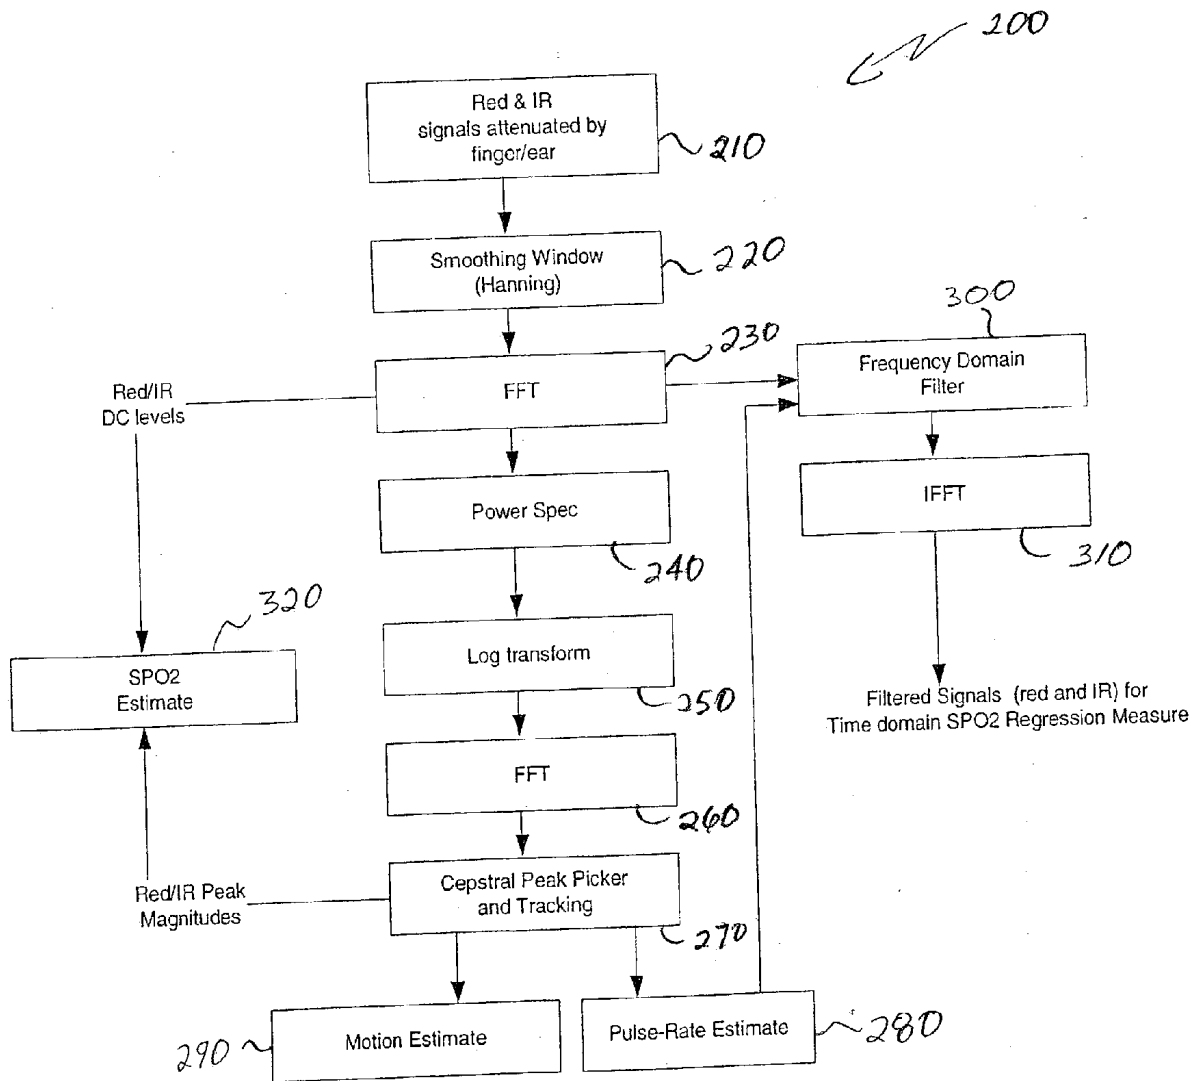 200
Red & IR
signals attenuated by
finger/ear
210
Smoothing Window
(Hanning)
220
300
230
FFT
Frequency Domain
Filter
Red/IR
DC levels
Power Spec
240
IFFT
310
320
SPO2
Estimate
Log transform
250
Filtered Signals (red and IR) for
Time domain SPO2 Regression Measure
FFT
260
Cepstral Peak Picker
and Tracking
270
Red/IR Peak
Magnitudes
290
Motion Estimate
Pulse-Rate Estimate
280